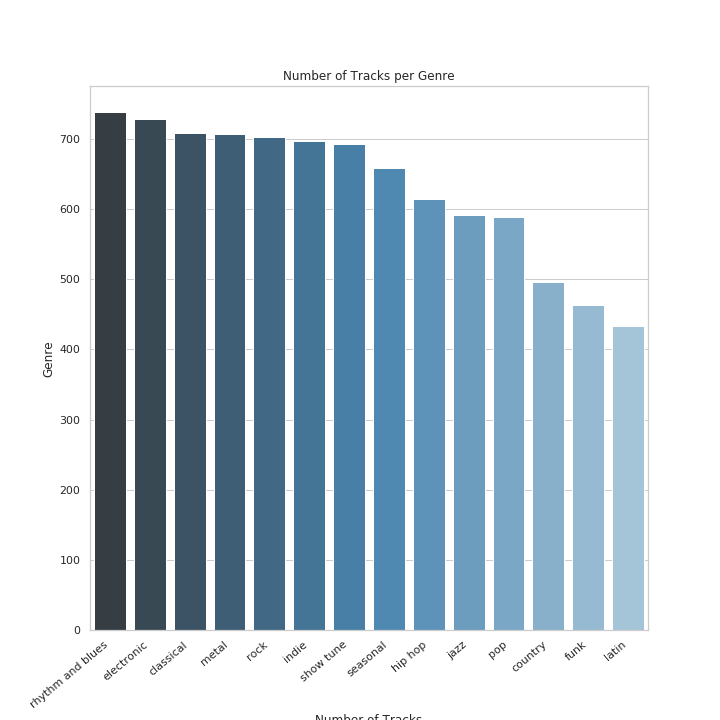 Number of Tracks per Genre
700
600
500
400
300
200
100
0
Genre
rhythm and blues
electronic
classical
metal
rock
indie
show tune
seasonal
hip hop
jazz
pop
country
funk
latin
Number of Tracks